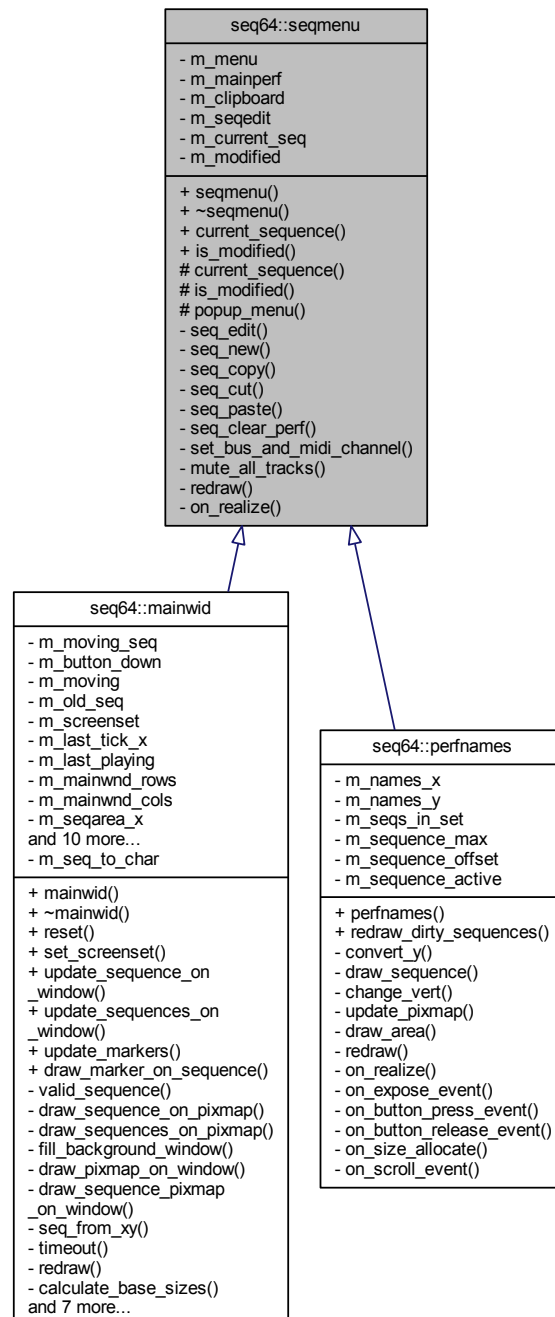 seq64::seqmenu
- m_menu
- m_mainperf
- m_clipboard
- m_seqedit
- m_current_seq
- m_modified
+ seqmenu()
+ ~seqmenu()
+ current_sequence()
+ is_modified()
# current_sequence()
# is_modified()
# popup_menu()
- seq_edit()
- seq_new()
- seq_copy()
- seq_cut()
- seq_paste()
- seq_clear_perf()
- set_bus_and_midi_channel()
- mute_all_tracks()
- redraw()
- on_realize()
seq64::mainwid
- m_moving_seq
- m_button_down
- m_moving
- m_old_seq
- m_screenset
- m_last_tick_x
- m_last_playing
- m_mainwnd_rows
- m_mainwnd_cols
- m_seqarea_x
and 10 more...
- m_seq_to_char
+ mainwid()
+ ~mainwid()
+ reset()
+ set_screenset()
+ update_sequence_on
_window()
+ update_sequences_on
_window()
+ update_markers()
+ draw_marker_on_sequence()
- valid_sequence()
- draw_sequence_on_pixmap()
- draw_sequences_on_pixmap()
- fill_background_window()
- draw_pixmap_on_window()
- draw_sequence_pixmap
_on_window()
- seq_from_xy()
- timeout()
- redraw()
- calculate_base_sizes()
and 7 more...
seq64::perfnames
- m_names_x
- m_names_y
- m_seqs_in_set
- m_sequence_max
- m_sequence_offset
- m_sequence_active
+ perfnames()
+ redraw_dirty_sequences()
- convert_y()
- draw_sequence()
- change_vert()
- update_pixmap()
- draw_area()
- redraw()
- on_realize()
- on_expose_event()
- on_button_press_event()
- on_button_release_event()
- on_size_allocate()
- on_scroll_event()